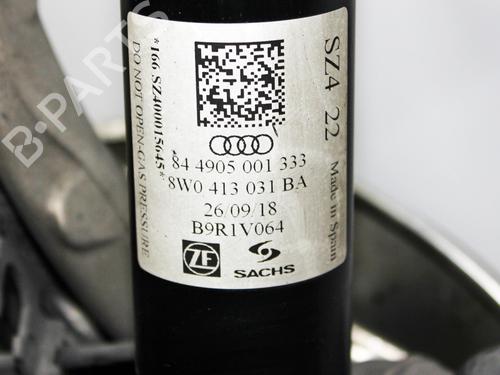 84 4905 001 333
8W0 413 031 BA
26/09/18
B9R1V064
ZF SACHS
*166 SZ400015645*
DO NOT OPEN-GAS PRESSURE
SZ4 22
Made in Spain
B-PARTS